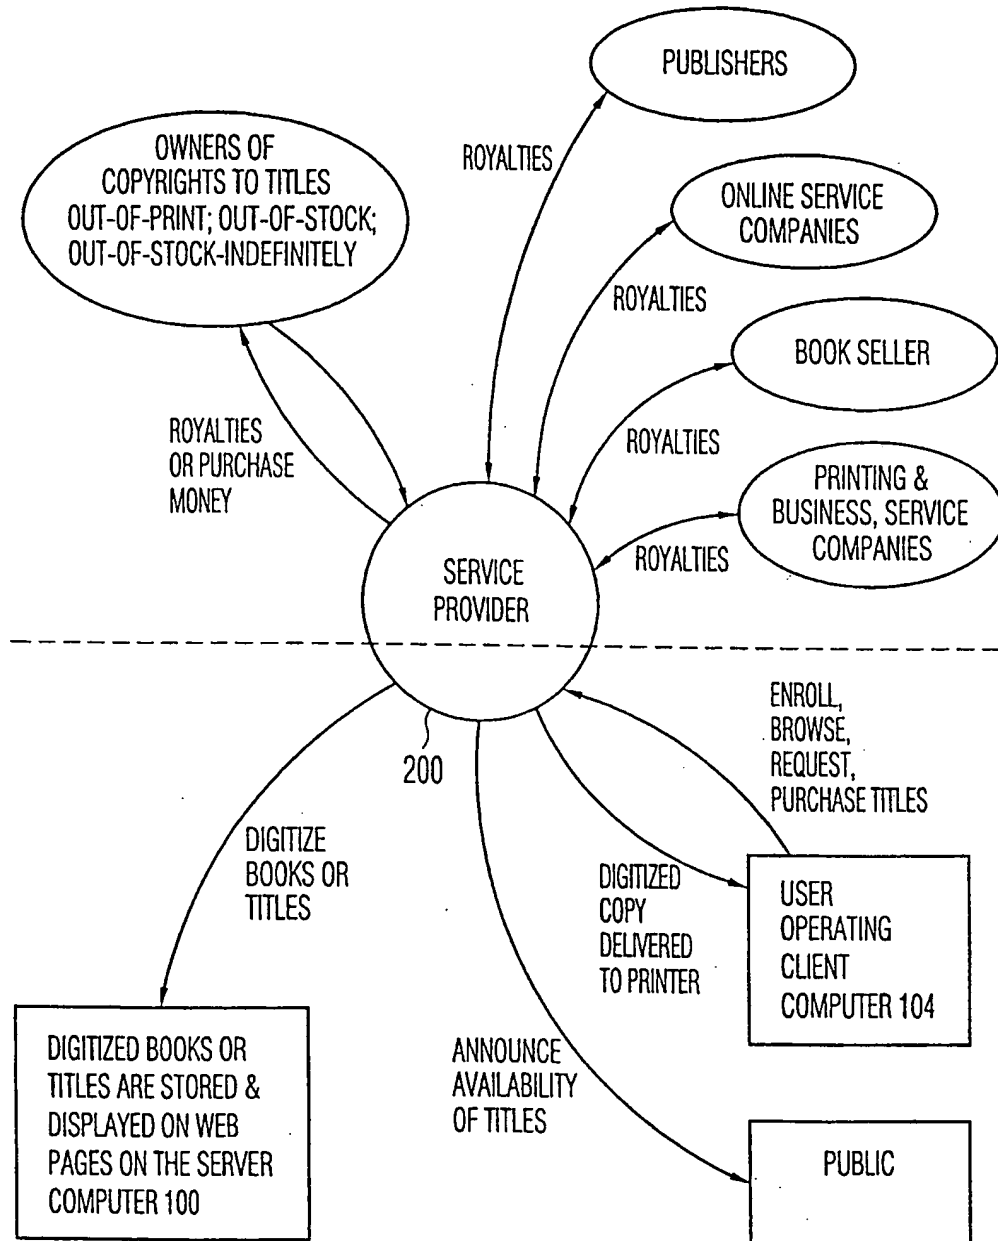 PUBLISHERS
OWNERS OF
COPYRIGHTS TO TITLES
OUT-OF-PRINT; OUT-OF-STOCK;
OUT-OF-STOCK-INDEFINITELY
ROYALTIES
ONLINE SERVICE
COMPANIES
ROYALTIES
BOOK SELLER
ROYALTIES
OR PURCHASE
MONEY
ROYALTIES
PRINTING &
BUSINESS, SERVICE
COMPANIES
ROYALTIES
SERVICE
PROVIDER
200
ENROLL,
BROWSE,
REQUEST,
PURCHASE TITLES
DIGITIZE
BOOKS OR
TITLES
DIGITIZED
COPY
DELIVERED
TO PRINTER
USER
OPERATING
CLIENT
COMPUTER 104
DIGITIZED BOOKS OR
TITLES ARE STORED &
DISPLAYED ON WEB
PAGES ON THE SERVER
COMPUTER 100
ANNOUNCE
AVAILABILITY
OF TITLES
PUBLIC